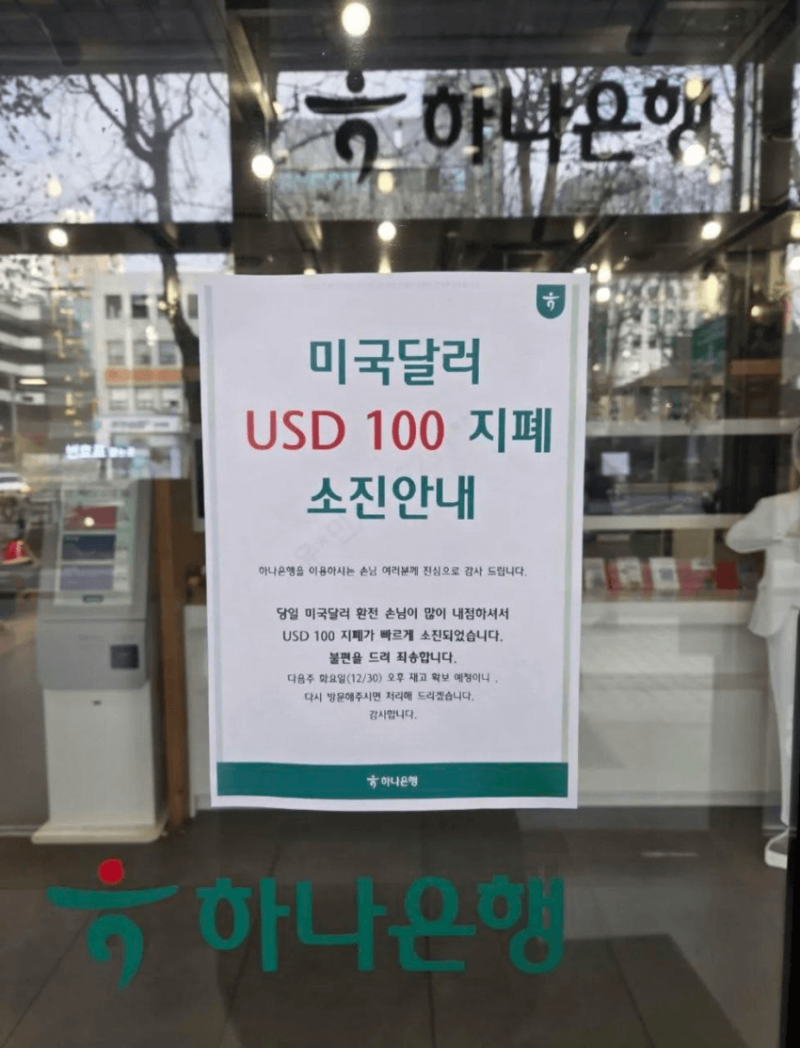 하나은행
미국달러
USD 100 지폐
소진안내
하나은행을 이용하시는 손님 여러분께 진심으로 감사 드립니다.
당일 미국달러 환전 손님이 많이 내점하셔서
USD 100 지폐가 빠르게 소진되었습니다.
불편을 드려 죄송합니다.
다음주 화요일(12/30) 오후 재고 확보 예정이니 ,
다시 방문해주시면 처리해 드리겠습니다.
감사합니다.
하나은행
번호표
하나은행